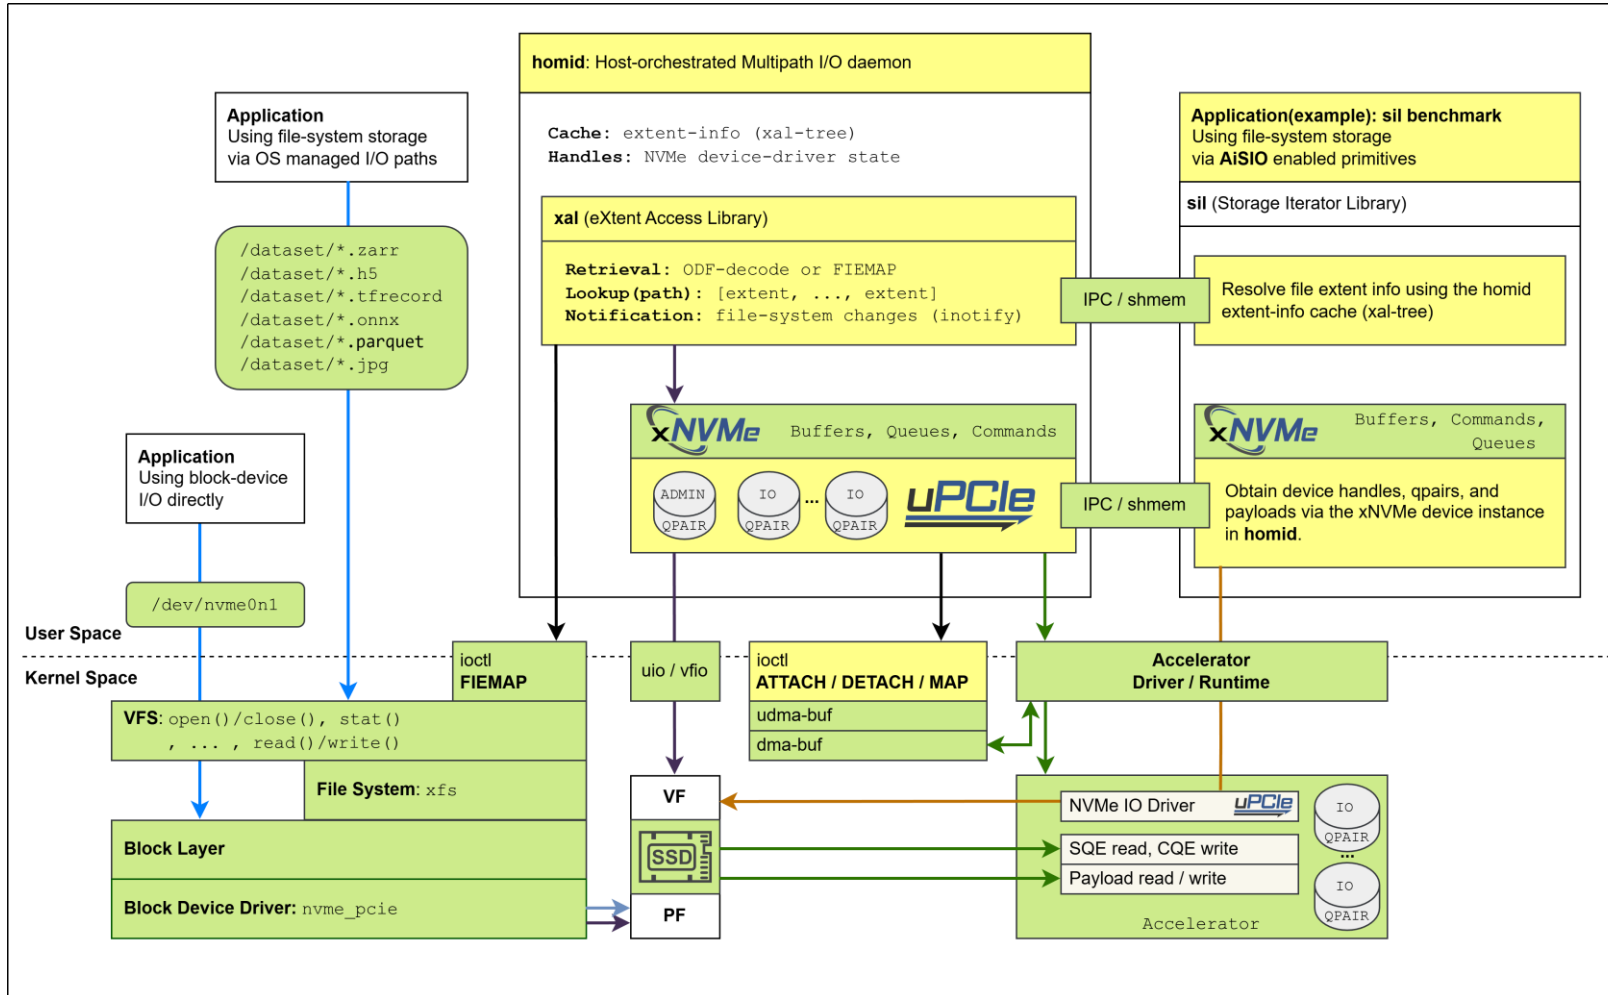 homid: Host-orchestrated Multipath I/O daemon
Cache: extent-info (xal-tree)
Handles: NVMe device-driver state
xal (eXtent Access Library)
Retrieval: ODF-decode or FIEMAP
Lookup(path): [extent, ..., extent]
Notification: file-system changes (inotify)
Application
Using file-system storage
via OS managed I/O paths
/dataset/*.zarr
/dataset/*.h5
/dataset/*.tfrecord
/dataset/*.onnx
/dataset/*.parquet
/dataset/*.jpg
Application
Using block-device
I/O directly
/dev/nvme0n1
Application(example): sil benchmark
Using file-system storage
via AiSIO enabled primitives
sil (Storage Iterator Library)
IPC / shmem
Resolve file extent info using the homid
extent-info cache (xal-tree)
xNVMe
Buffers, Queues, Commands
ADMIN
QPAIR
IO
QPAIR
...
IO
QPAIR
uPCIe
IPC / shmem
xNVMe
Buffers, Commands,
Queues
Obtain device handles, qpairs, and
payloads via the xNVMe device instance
in homid.
User Space
Kernel Space
ioctl
FIEMAP
uio / vfio
ioctl
ATTACH / DETACH / MAP
udma-buf
dma-buf
Accelerator
Driver / Runtime
VFS: open()/close(), stat()
, ... , read()/write()
File System: xfs
Block Layer
Block Device Driver: nvme_pcie
VF
SSD
PF
NVMe IO Driver
uPCIe
SQE read, CQE write
Payload read / write
IO
QPAIR
...
IO
QPAIR
Accelerator